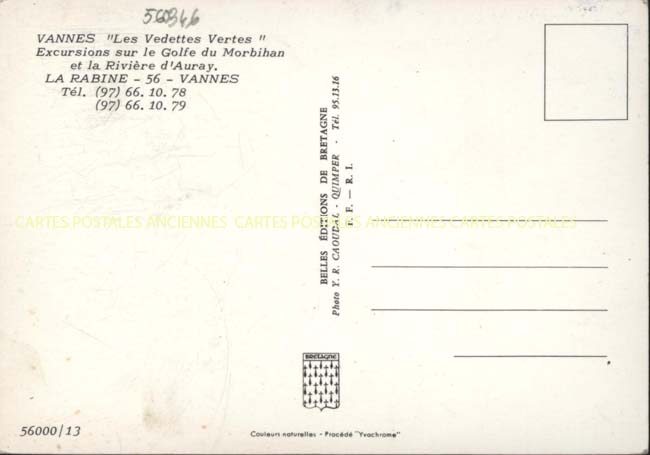 560346
VANNES "Les Vedettes Vertes"
Excursions sur le Golfe du Morbihan
et la Rivière d'Auray.
LA RABINE - 56 - VANNES
Tél. (97) 66. 10. 78
(97) 66. 10. 79
BELLES ÉDITIONS DE BRETAGNE
Photo Y. R. CAOUDAL - QUIMPER - Tél. 95.13.16
E. F. — R. I.
CARTES POSTALES ANCIENNES CARTES POSTALES ANCIENNES CARTES POSTALES
BRETAGNE
56000/13
Couleurs naturelles - Procédé "Yvachrome"